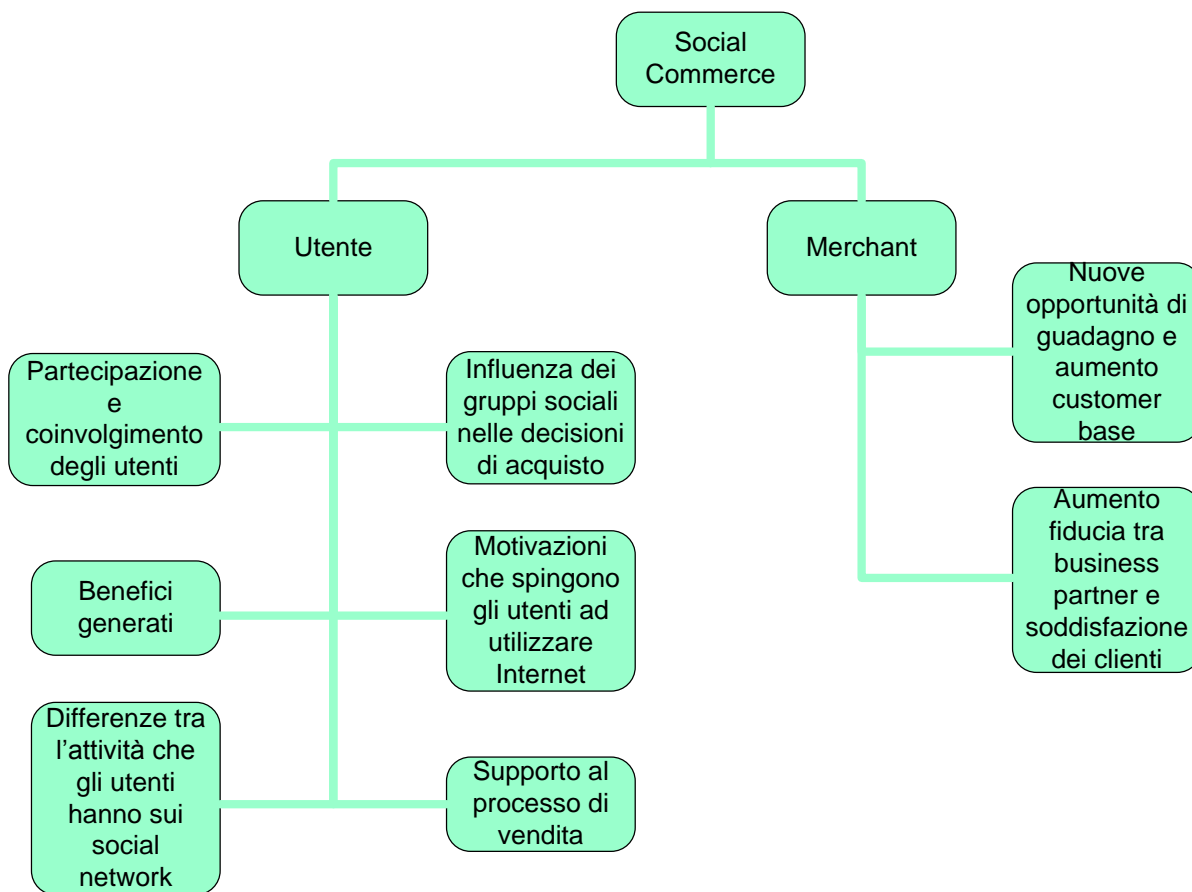 Social
Commerce
Utente
Merchant
Nuove
opportunità di
guadagno e
aumento
customer
base
Partecipazione
e
coinvolgimento
degli utenti
Influenza dei
gruppi sociali
nelle decisioni
di acquisto
Aumento
fiducia tra
business
partner e
soddisfazione
dei clienti
Benefici
generati
Motivazioni
che spingono
gli utenti ad
utilizzare
Internet
Differenze tra
l’attività che
gli utenti
hanno sui
social
network
Supporto al
processo di
vendita